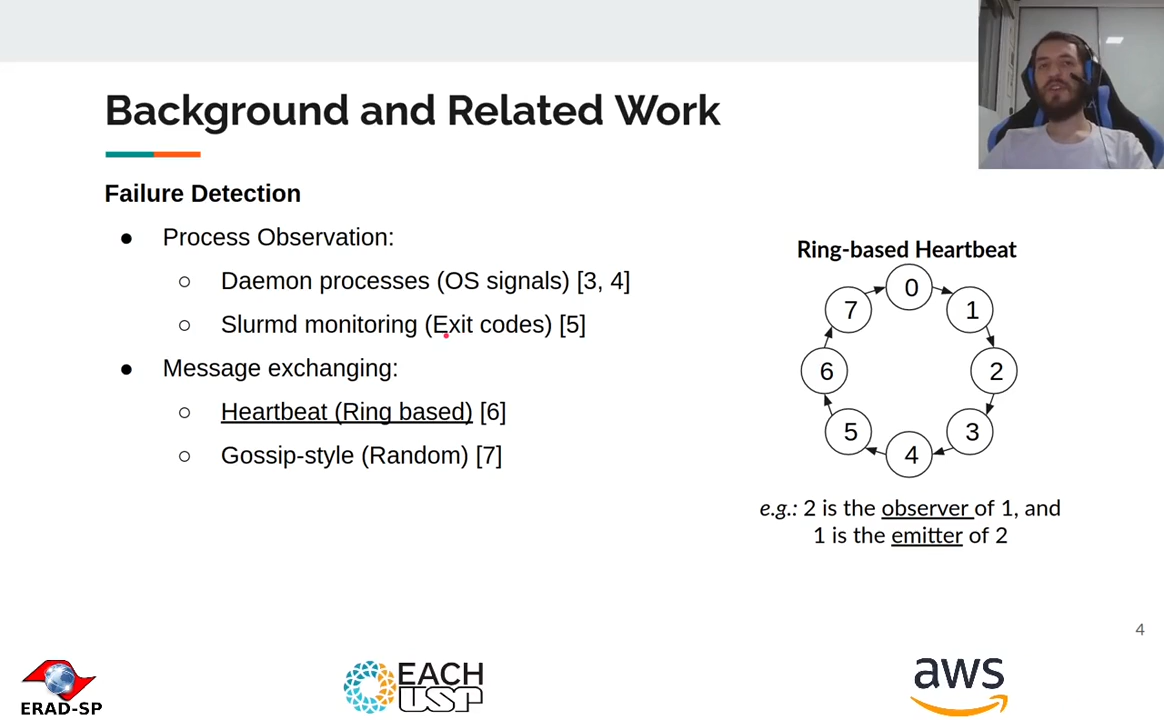 Background and Related Work
Failure Detection
● Process Observation:
○ Daemon processes (OS signals) [3, 4]
○ Slurmd monitoring (Exit codes) [5]
● Message exchanging:
○ Heartbeat (Ring based) [6]
○ Gossip-style (Random) [7]
Ring-based Heartbeat
0
1
2
3
4
5
6
7
e.g.: 2 is the observer of 1, and
1 is the emitter of 2
4
ERAD-SP
EACH
USP
aws